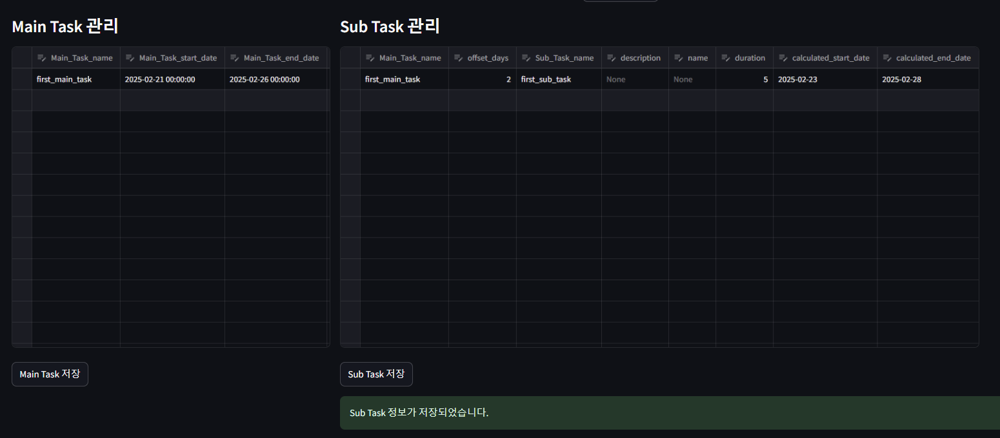 Main Task 관리
Main_Task_name Main_Task_start_date Main_Task_end_date
first_main_task 2025-02-21 00:00:00 2025-02-26 00:00:00
Main Task 저장
Sub Task 관리
Main_Task_name offset_days Sub_Task_name description name duration calculated_start_date calculated_end_date
first_main_task 2 first_sub_task None None 5 2025-02-23 2025-02-28
Sub Task 저장
Sub Task 정보가 저장되었습니다.